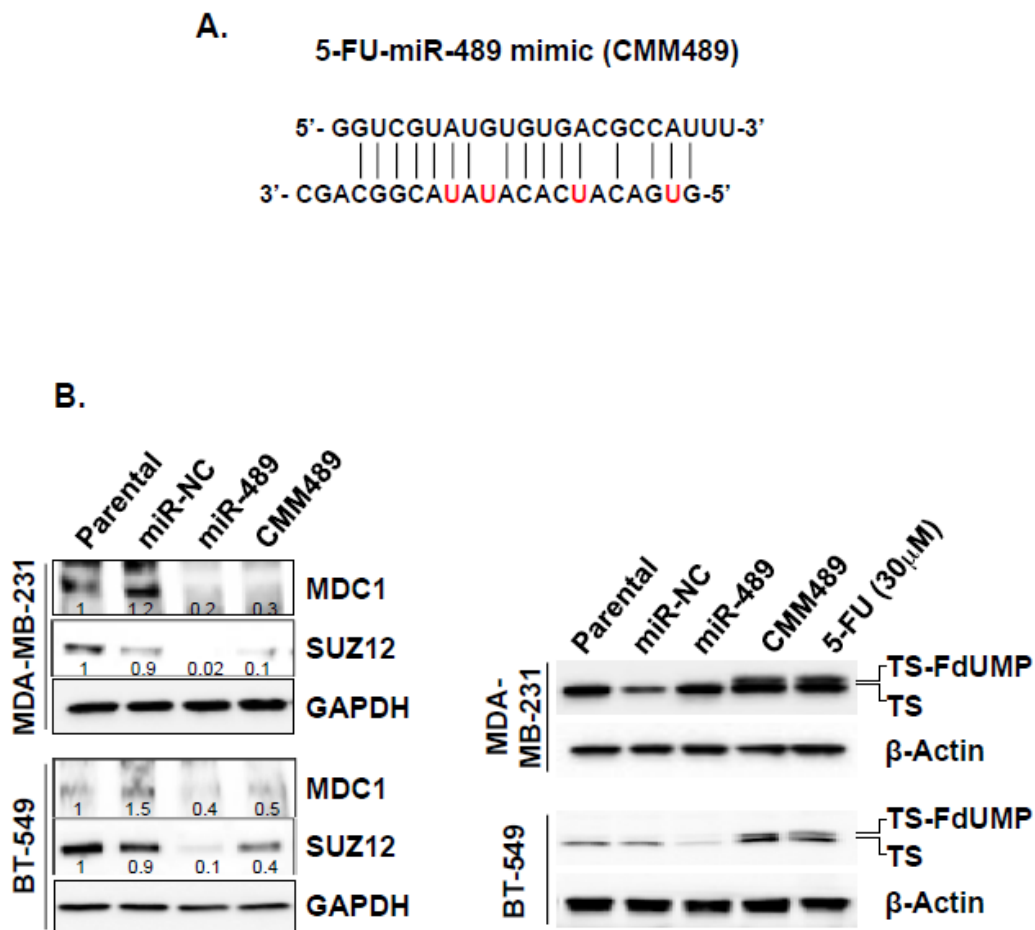 A.
5-FU-miR-489 mimic (CMM489)
5’- GGUCGUAUGUGUGACGCCAUUU-3’
3’- CGACGGCAUAUACACUACAGUG-5’
B.
Parental miR-NC miR-489 CMM489
MDA-MB-231
1 1.2 0.2 0.3 MDC1
1 0.9 0.02 0.1 SUZ12
GAPDH
BT-549
1 1.5 0.4 0.5 MDC1
1 0.9 0.1 0.4 SUZ12
GAPDH
Parental miR-NC miR-489 CMM489 5-FU (30μM)
MDA-
MB-231
TS-FdUMP
TS
β-Actin
BT-549
TS-FdUMP
TS
β-Actin